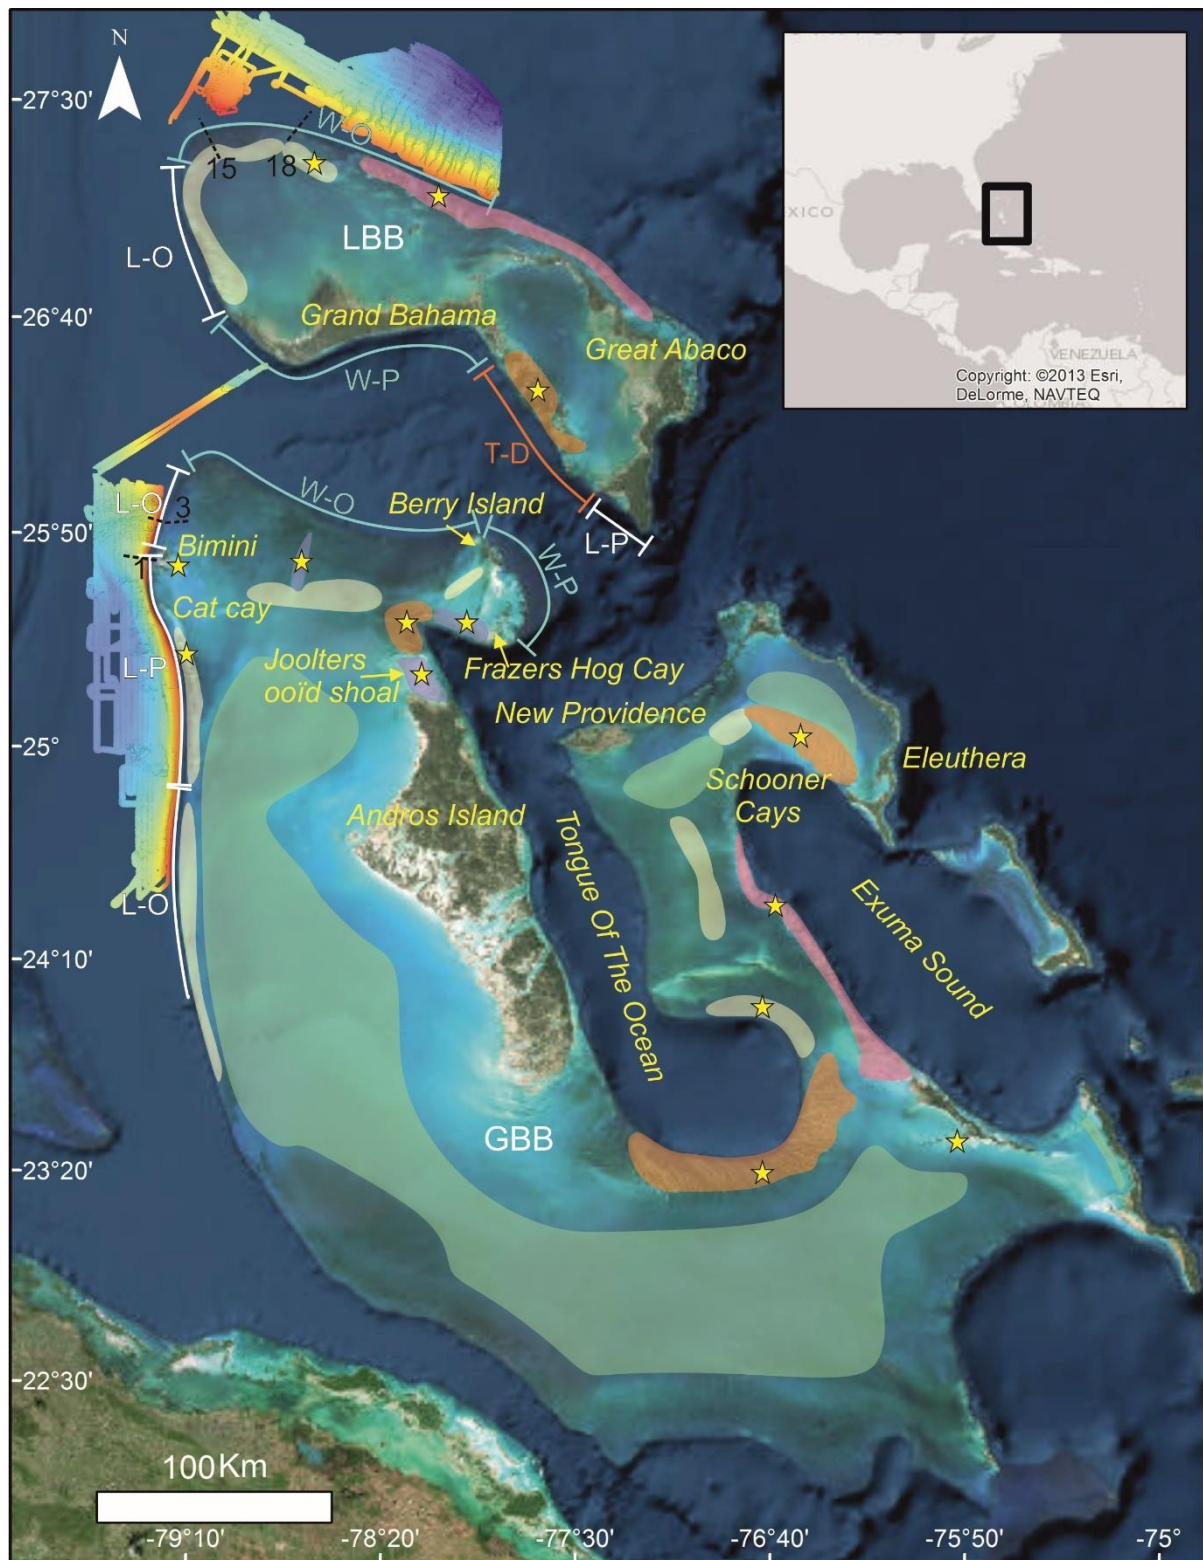 N
27°30'
W-O
15
18
L-O
LBB
26°40'
Grand Bahama
Great Abaco
W-P
T-D
VENEZUELA
Copyright: ©2013 Esri,
DeLorme, NAVTEQ
L-O
3
W-O
Berry Island
25°50'
Bimini
1
L-P
W-P
Cat cay
L-P
Joolters
ooïd shoal
Frazers Hog Cay
New Providence
25°
Schooner
Cays
Eleuthera
Andros Island
Tongue Of The Ocean
Exuma Sound
L-O
24°10'
GBB
23°20'
22°30'
100Km
-79°10'
-78°20'
-77°30'
-76°40'
-75°50'
-75°